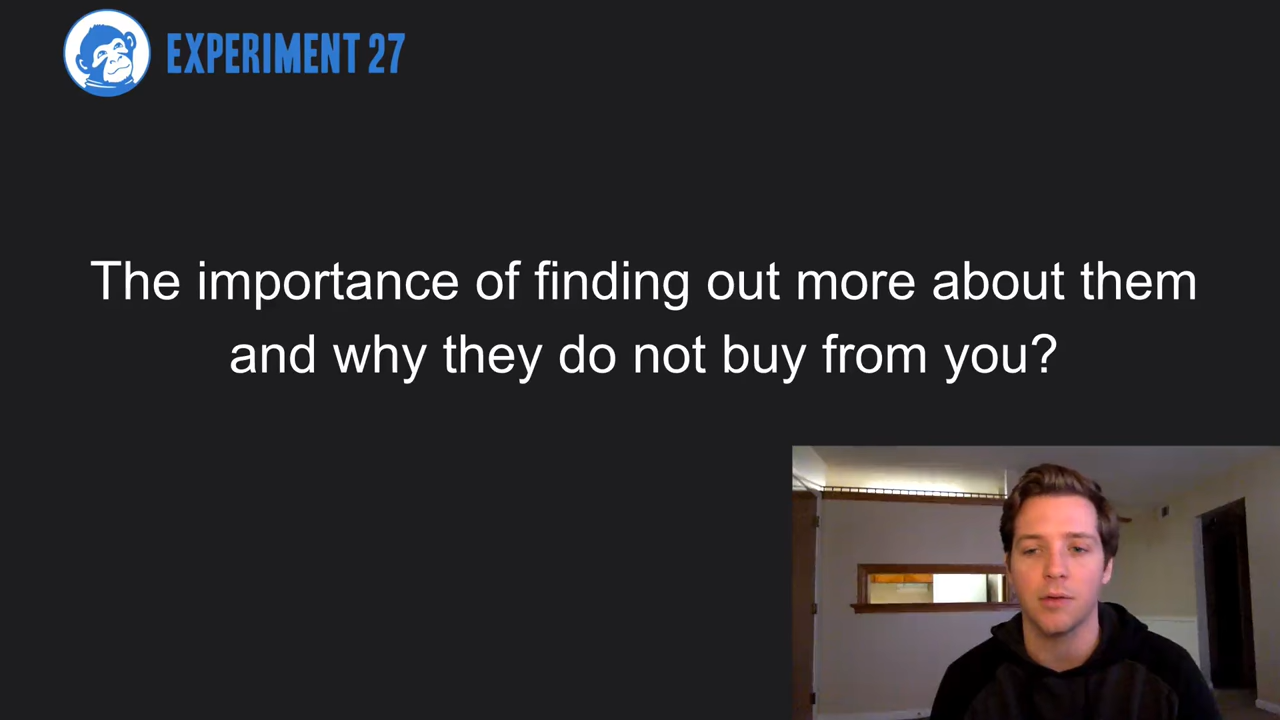 EXPERIMENT 27
The importance of finding out more about them
and why they do not buy from you?